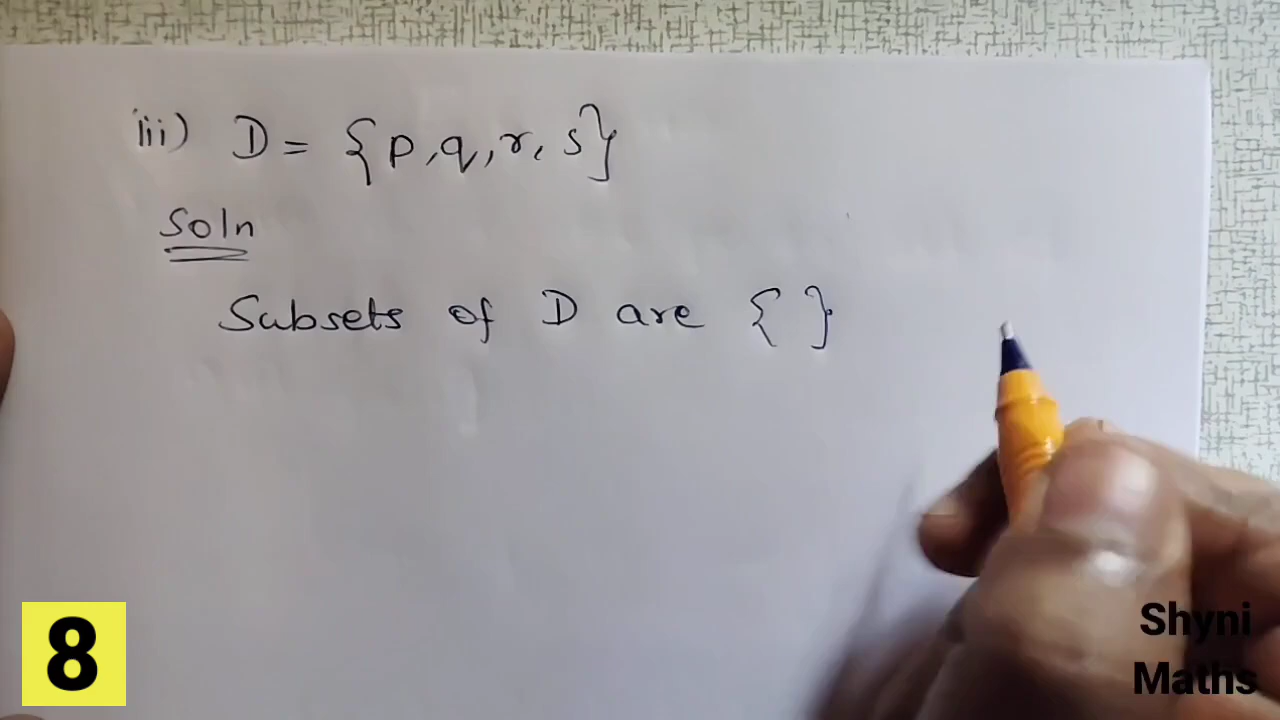 iii) D = {p, q, r, s}
Soln
Subsets of D are { }
8
Shyni
Maths